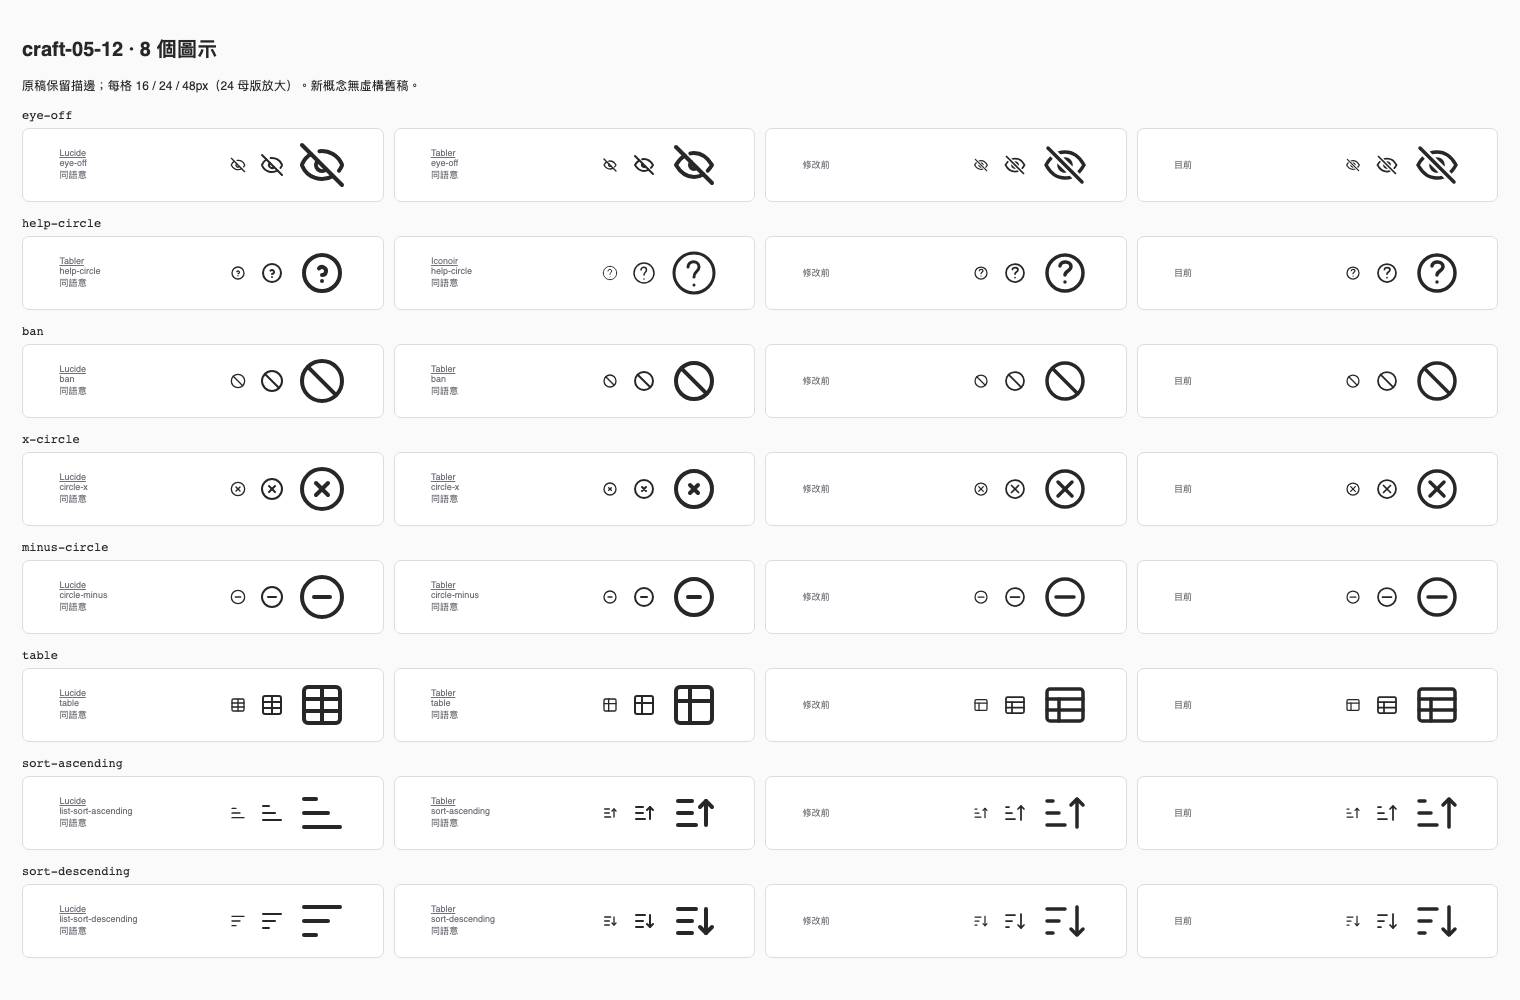 craft-05-12 · 8 個圖示
原稿保留描邊；每格 16 / 24 / 48px（24 母版放大）。新概念無虛構舊稿。
eye-off
Lucide
eye-off
同語意
Tabler
eye-off
同語意
修改前
目前
help-circle
Tabler
help-circle
同語意
Iconoir
help-circle
同語意
修改前
目前
ban
Lucide
ban
同語意
Tabler
ban
同語意
修改前
目前
x-circle
Lucide
circle-x
同語意
Tabler
circle-x
同語意
修改前
目前
minus-circle
Lucide
circle-minus
同語意
Tabler
circle-minus
同語意
修改前
目前
table
Lucide
table
同語意
Tabler
table
同語意
修改前
目前
sort-ascending
Lucide
list-sort-ascending
同語意
Tabler
sort-ascending
同語意
修改前
目前
sort-descending
Lucide
list-sort-descending
同語意
Tabler
sort-descending
同語意
修改前
目前